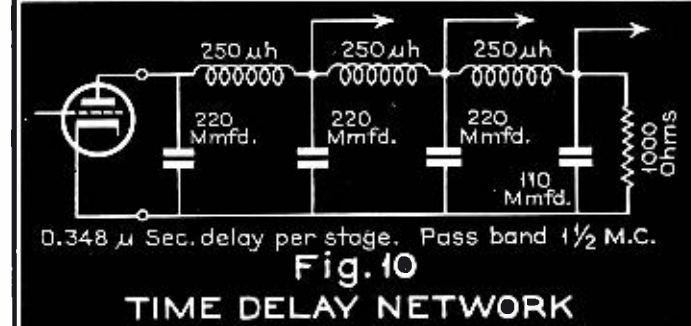 250 μh 250 μh 250 μh
220 Mmfd.
220 Mmfd.
220 Mmfd.
110 Mmfd.
1000 Ohms
0.348 μ Sec. delay per stage. Pass band 1½ M.C.
Fig. 10
TIME DELAY NETWORK